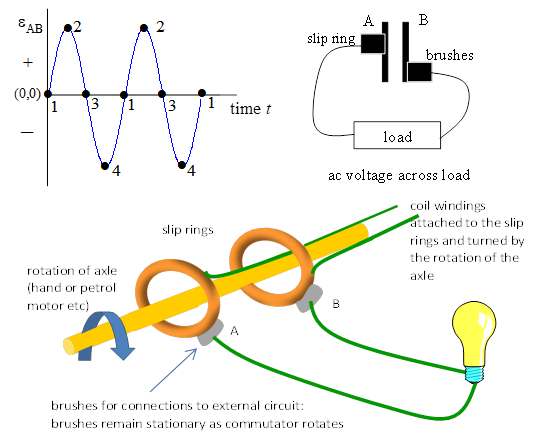 εAB
+
(0,0)
—
1
2
3
4
1
2
3
4
1
time t
A
B
slip ring
brushes
load
ac voltage across load
slip rings
coil windings
attached to the slip
rings and turned by
the rotation of the
axle
rotation of axle
(hand or petrol
motor etc)
A
B
brushes for connections to external circuit:
brushes remain stationary as commutator rotates